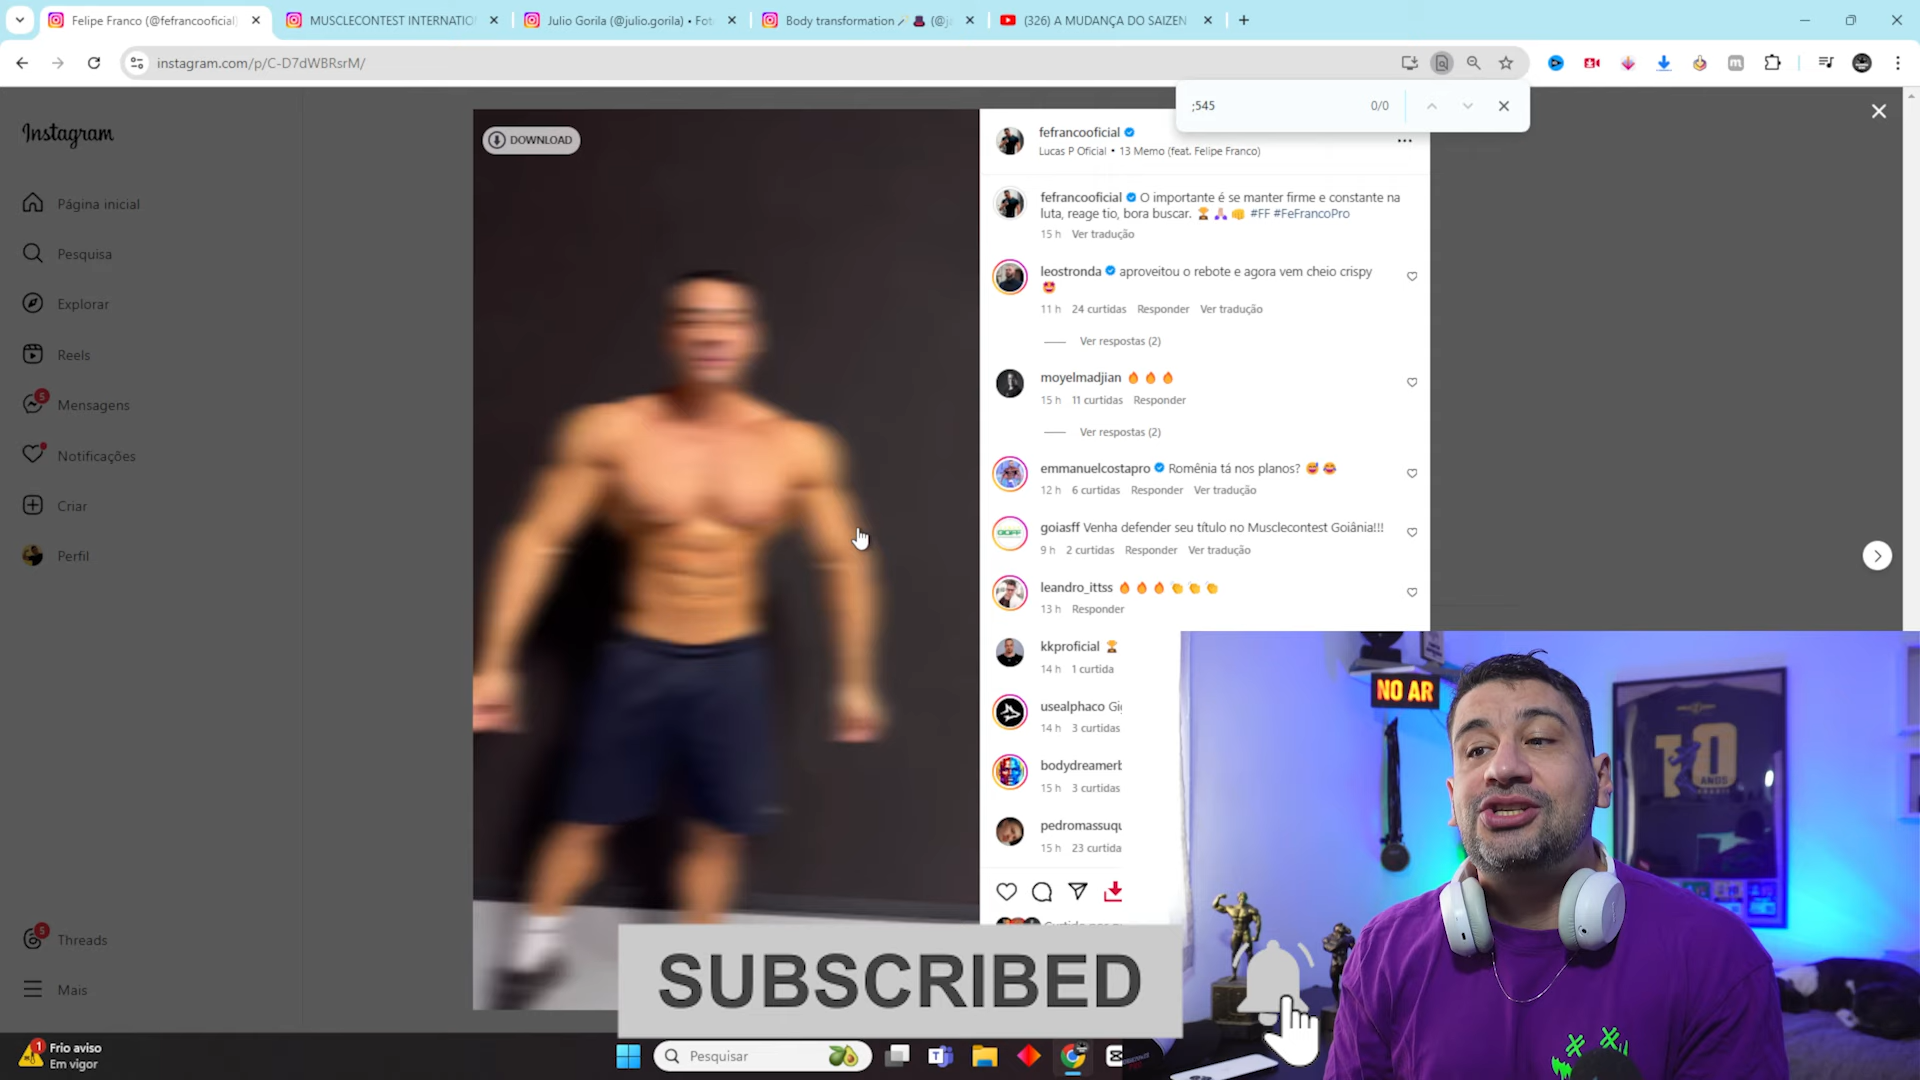 Felipe Franco (@fefrancooficial)
MUSCLECONTEST INTERNATIO
Julio Gorila (@julio.gorila) • Fot
Body transformation
(326) A MUDANÇA DO SAIZEN
instagram.com/p/C-D7dWBRsrM/
;545
0/0
Instagram
Página inicial
Pesquisa
Explorar
Reels
5
Mensagens
Notificações
Criar
Perfil
5
Threads
Mais
DOWNLOAD
fefrancooficial
Lucas P Oficial • 13 Memo (feat. Felipe Franco)
fefrancooficial O importante é se manter firme e constante na
luta, reage tio, bora buscar. 🏆🙏🏼👊 #FF #FeFrancoPro
15 h Ver tradução
leostronda aproveitou o rebote e agora vem cheio crispy
🤩
11 h 24 curtidas Responder Ver tradução
Ver respostas (2)
moyelmadjian 🔥🔥🔥
15 h 11 curtidas Responder
Ver respostas (2)
emmanuelcostapro Romênia tá nos planos? 😅😂
12 h 6 curtidas Responder Ver tradução
goiasff Venha defender seu título no Musclecontest Goiânia!!!
9 h 2 curtidas Responder Ver tradução
leandro_ittss 🔥🔥🔥👏👏👏
13 h Responder
kkproficial 🏆
14 h 1 curtida
usealphaco
14 h 3 curtidas
bodydreamer
15 h 3 curtidas
pedromassuqu
15 h 23 curtida
NO AR
10
ANOS
SUBSCRIBED
1
Frio aviso
Em vigor
Pesquisar